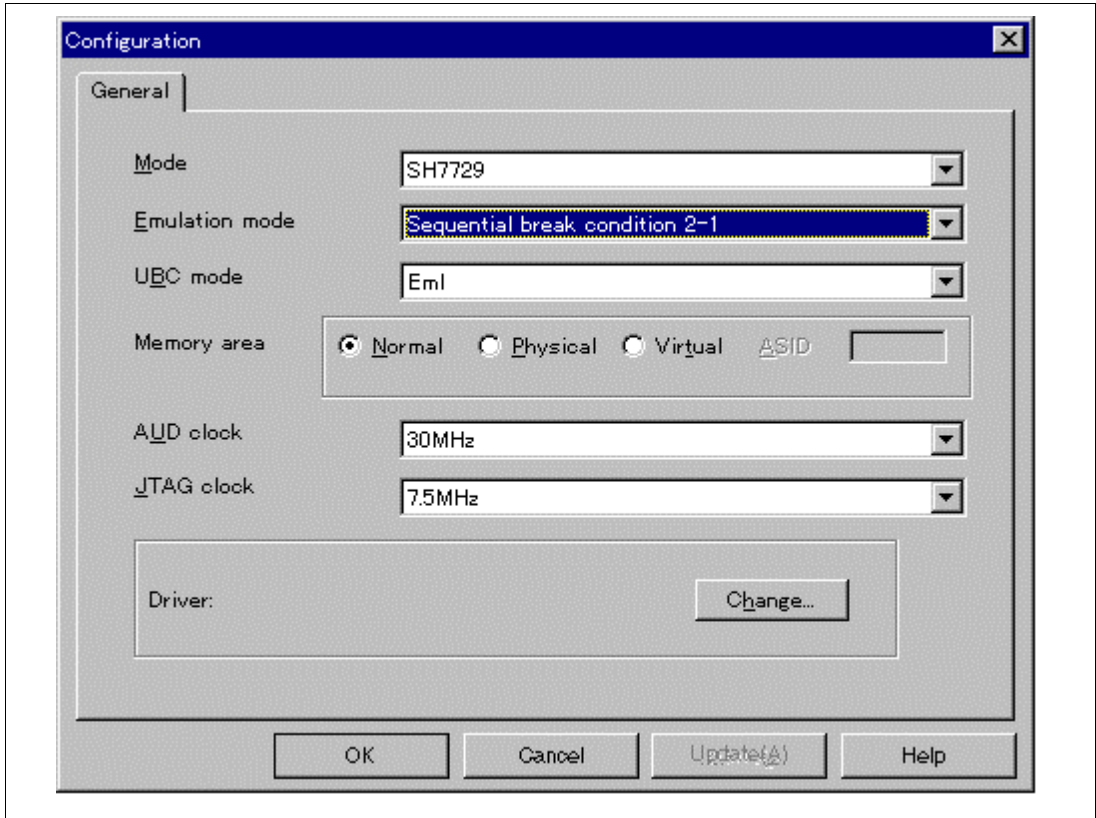 Configuration
General
Mode SH7729
Emulation mode Sequential break condition 2-1
UBC mode Eml
Memory area Normal Physical Virtual ASID
AUD clock 30MHz
JTAG clock 7.5MHz
Driver: Change...
OK Cancel Update(A) Help